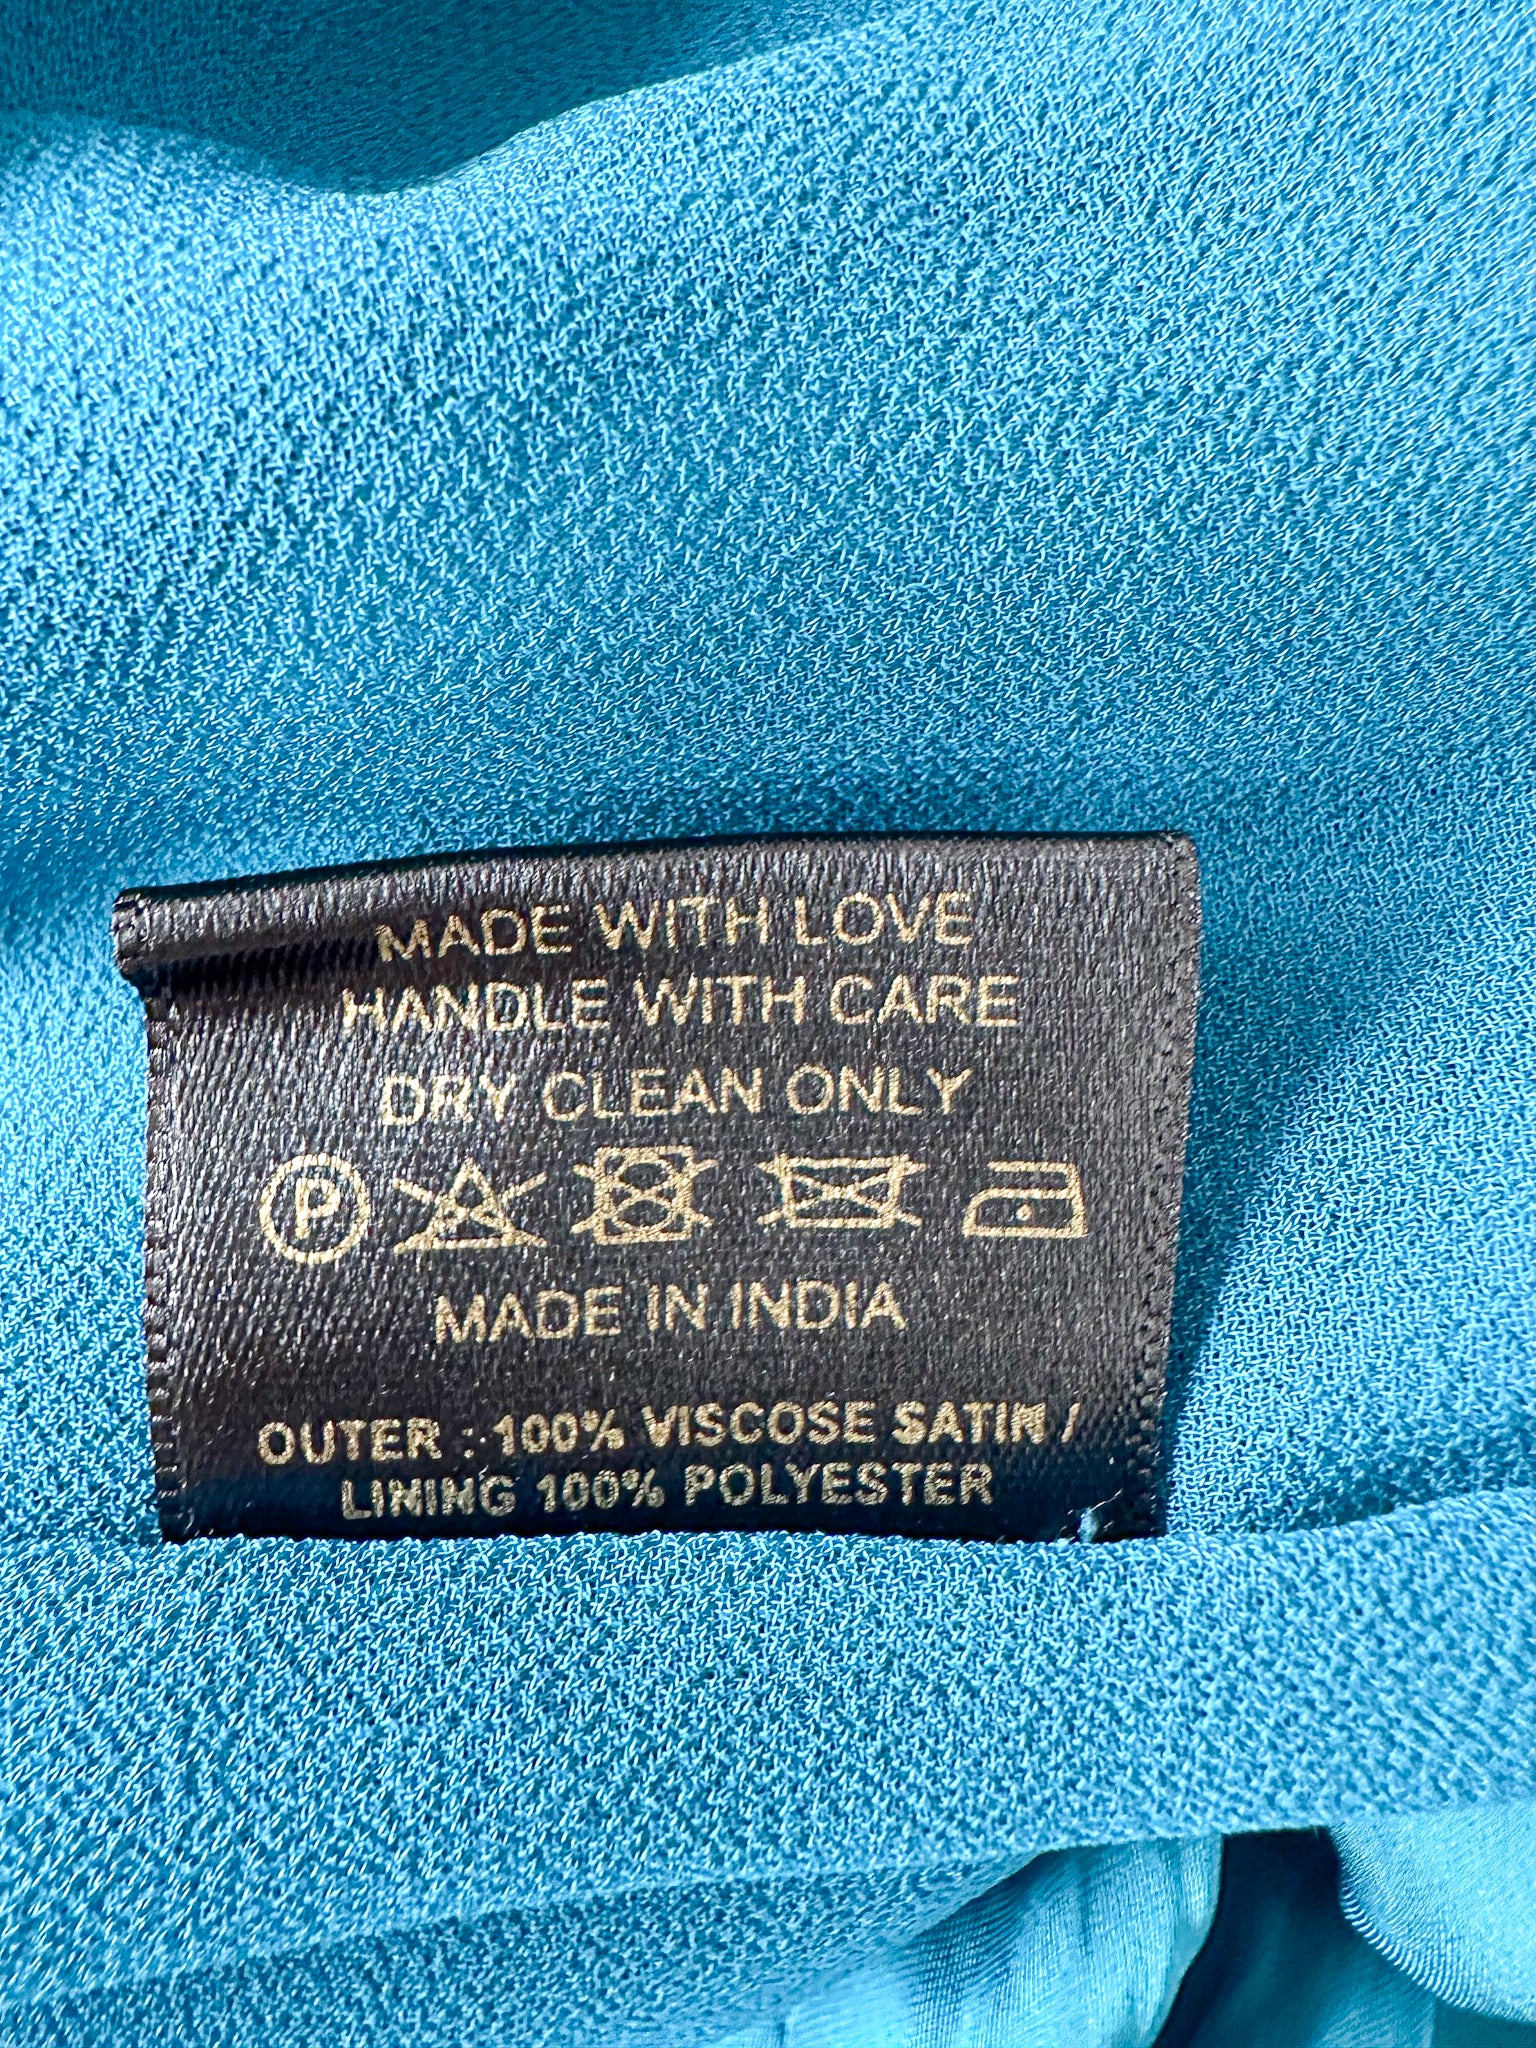 MADE WITH LOVE
HANDLE WITH CARE
DRY CLEAN ONLY
P
MADE IN INDIA
OUTER : 100% VISCOSE SATIN /
LINING 100% POLYESTER